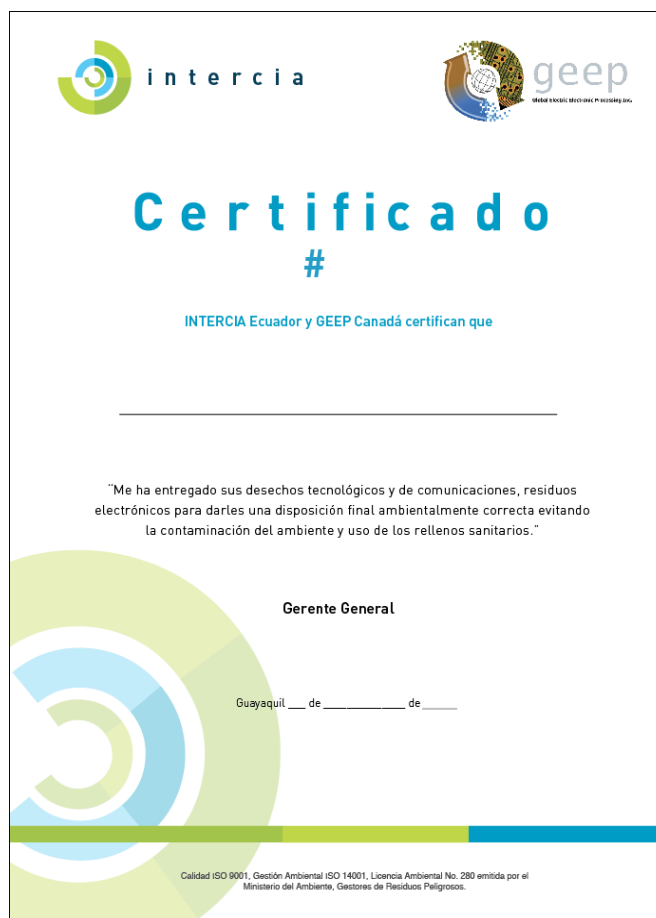 intercia
geep
Global Electric Electronic Processing Inc.
Certificado
#
INTERCIA Ecuador y GEEP Canadá certifican que
¨Me ha entregado sus desechos tecnológicos y de comunicaciones, residuos
electrónicos para darles una disposición final ambientalmente correcta evitando
la contaminación del ambiente y uso de los rellenos sanitarios.¨
Gerente General
Guayaquil ___ de ______________ de ______
Calidad ISO 9001, Gestión Ambiental ISO 14001, Licencia Ambiental No. 280 emitida por el
Ministerio del Ambiente, Gestores de Residuos Peligrosos.